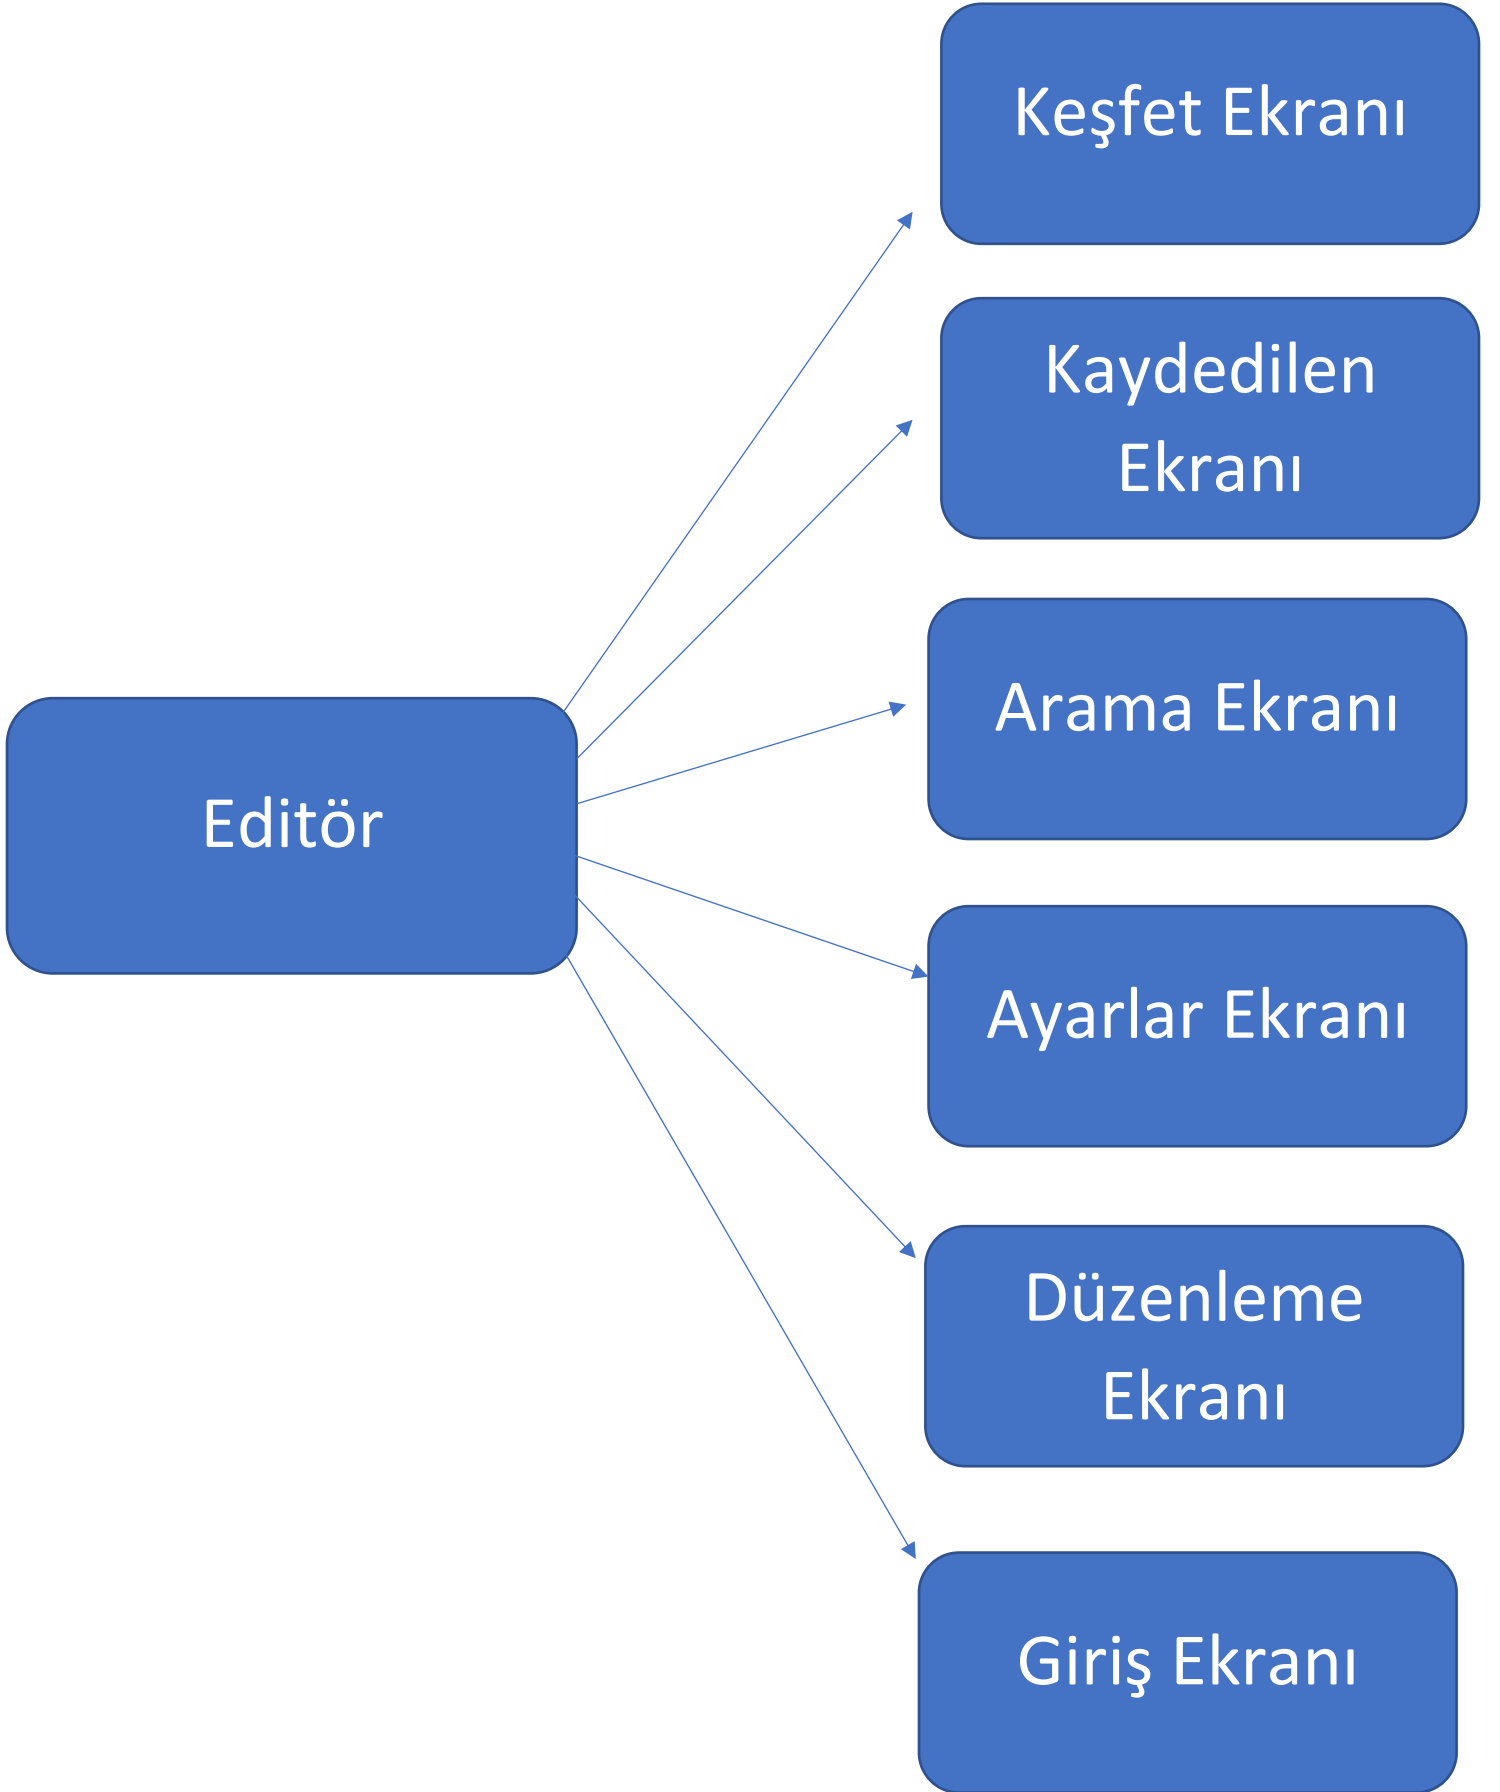 Keşfet Ekranı
Kaydedilen
Ekranı
Arama Ekranı
Editör
Ayarlar Ekranı
Düzenleme
Ekranı
Giriş Ekranı